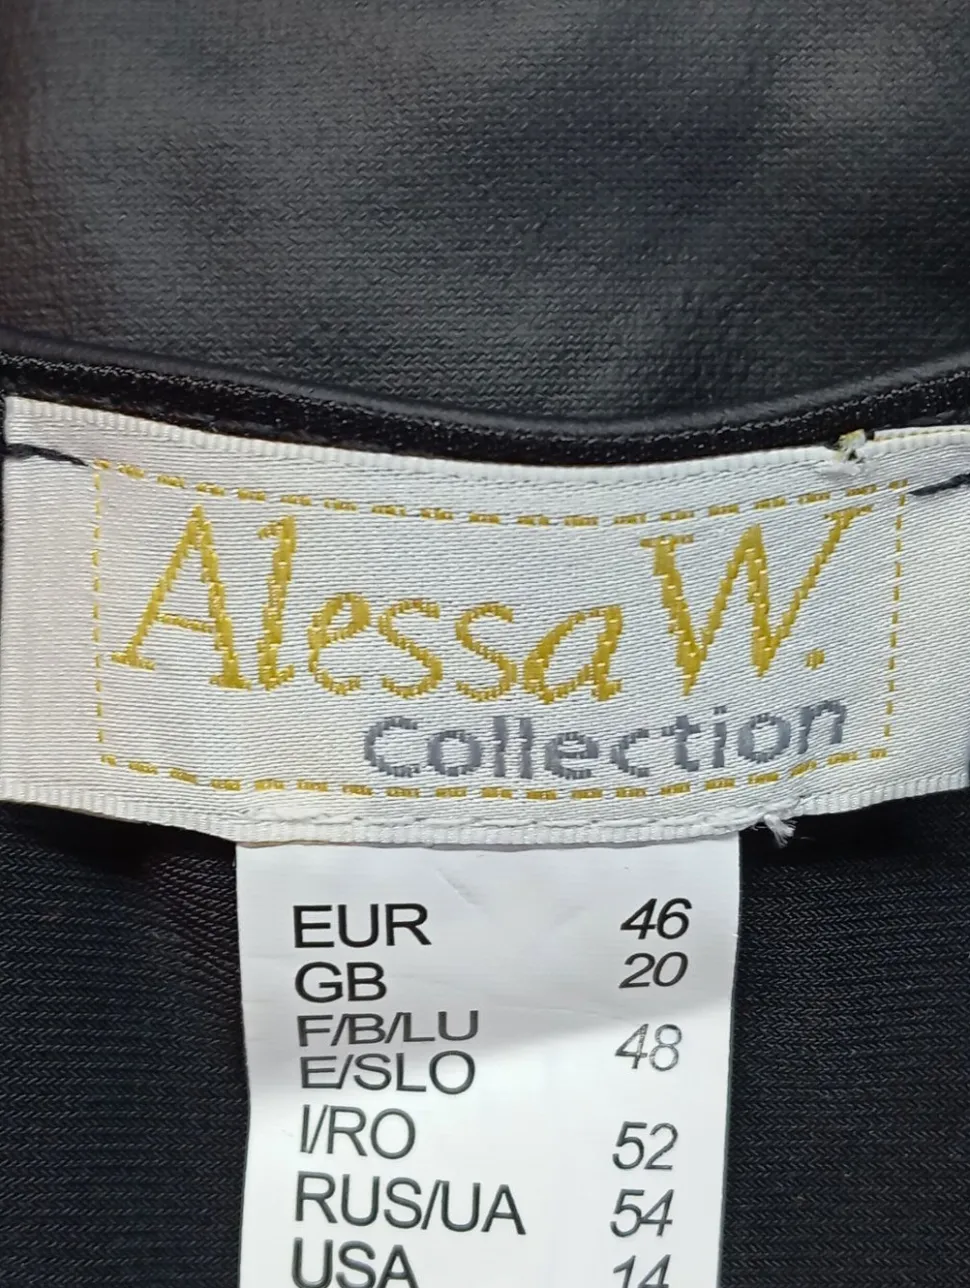 Alessa W.
Collection
EUR 46
GB 20
F/B/LU
E/SLO 48
I/RO 52
RUS/UA 54
USA 14